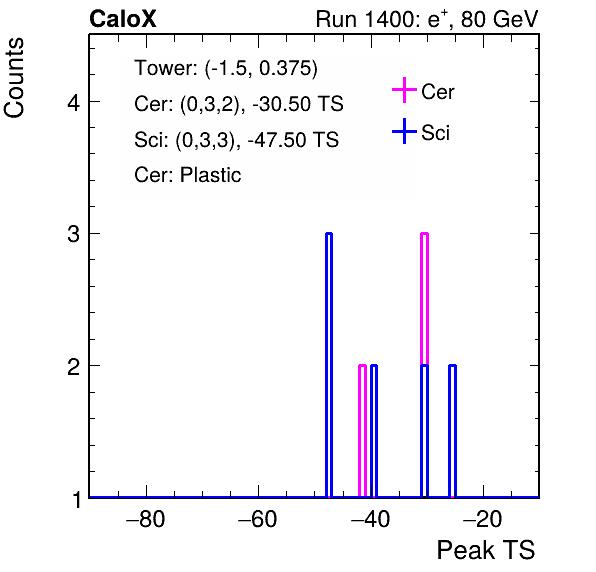 CaloX Run 1400: e⁺, 80 GeV
Counts
Tower: (-1.5, 0.375)
Cer: (0,3,2), -30.50 TS
Sci: (0,3,3), -47.50 TS
Cer: Plastic
Cer
Sci
4
3
2
1
−80 −60 −40 −20
Peak TS